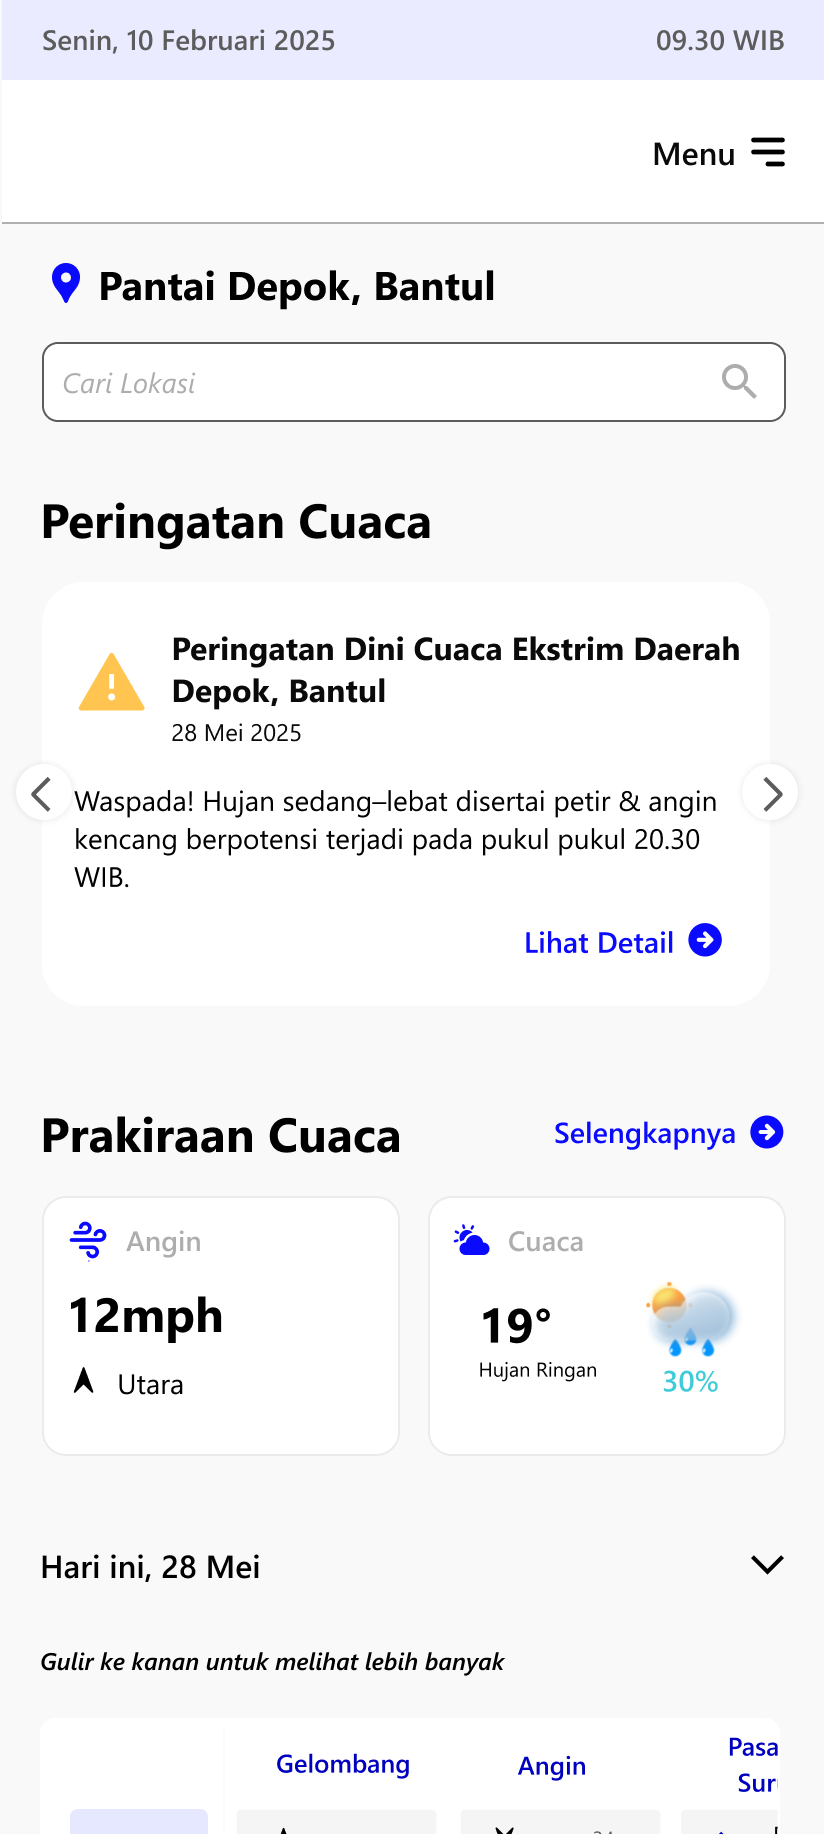 Senin, 10 Februari 2025
09.30 WIB
Menu
Pantai Depok, Bantul
Cari Lokasi
Peringatan Cuaca
Peringatan Dini Cuaca Ekstrim Daerah
Depok, Bantul
28 Mei 2025
Waspada! Hujan sedang–lebat disertai petir & angin
kencang berpotensi terjadi pada pukul pukul 20.30
WIB.
Lihat Detail
Prakiraan Cuaca
Selengkapnya
Angin
12mph
Utara
Cuaca
19°
Hujan Ringan
30%
Hari ini, 28 Mei
Gulir ke kanan untuk melihat lebih banyak
Gelombang
Angin